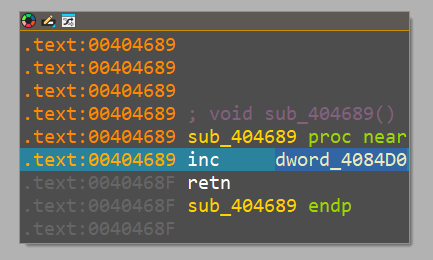 .text:00404689
.text:00404689
.text:00404689
.text:00404689 ; void sub_404689()
.text:00404689 sub_404689 proc near
.text:00404689 inc     dword_4084D0
.text:0040468F retn
.text:0040468F sub_404689 endp
.text:0040468F